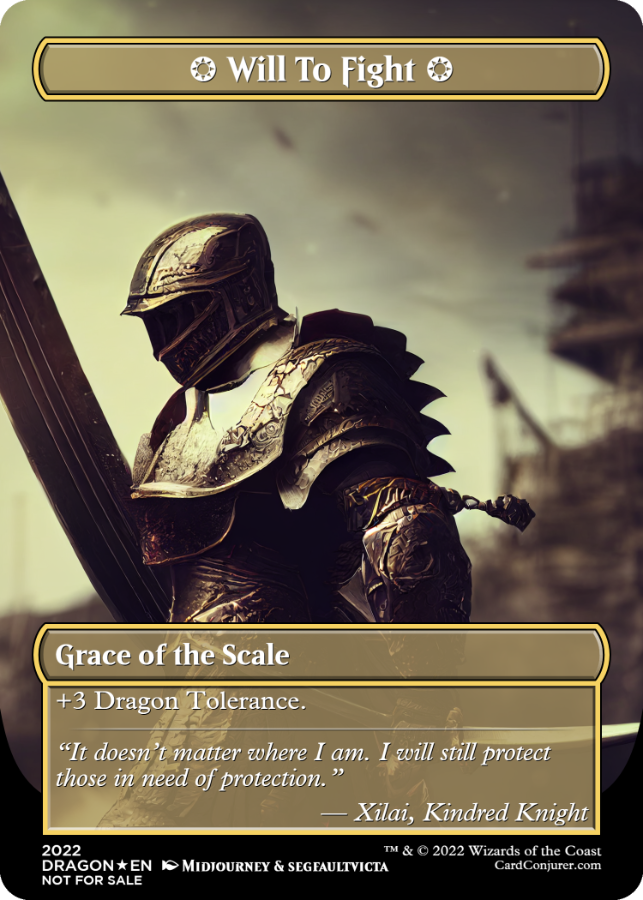 Will To Fight
Grace of the Scale
+3 Dragon Tolerance.
“It doesn’t matter where I am. I will still protect
those in need of protection.”
— Xilai, Kindred Knight
2022
DRAGON★EN Midjourney & segfaultvicta
NOT FOR SALE
™ & © 2022 Wizards of the Coast
CardConjurer.com